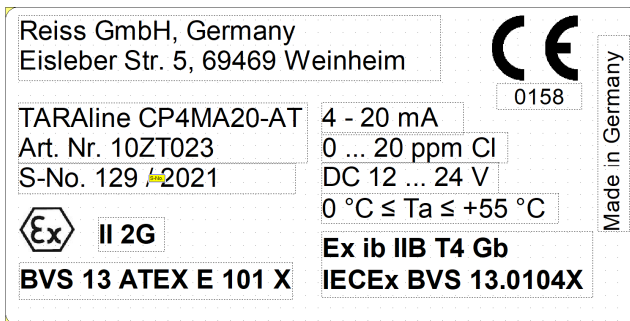 Reiss GmbH, Germany
Eisleber Str. 5, 69469 Weinheim
CE
0158
Made in Germany
TARAline CP4MA20-AT
Art. Nr. 10ZT023
S-No. 129 / 2021
S-No.
4 - 20 mA
0 ... 20 ppm Cl
DC 12 ... 24 V
0 °C ≤ Ta ≤ +55 °C
Ex II 2G
BVS 13 ATEX E 101 X
Ex ib IIB T4 Gb
IECEx BVS 13.0104X